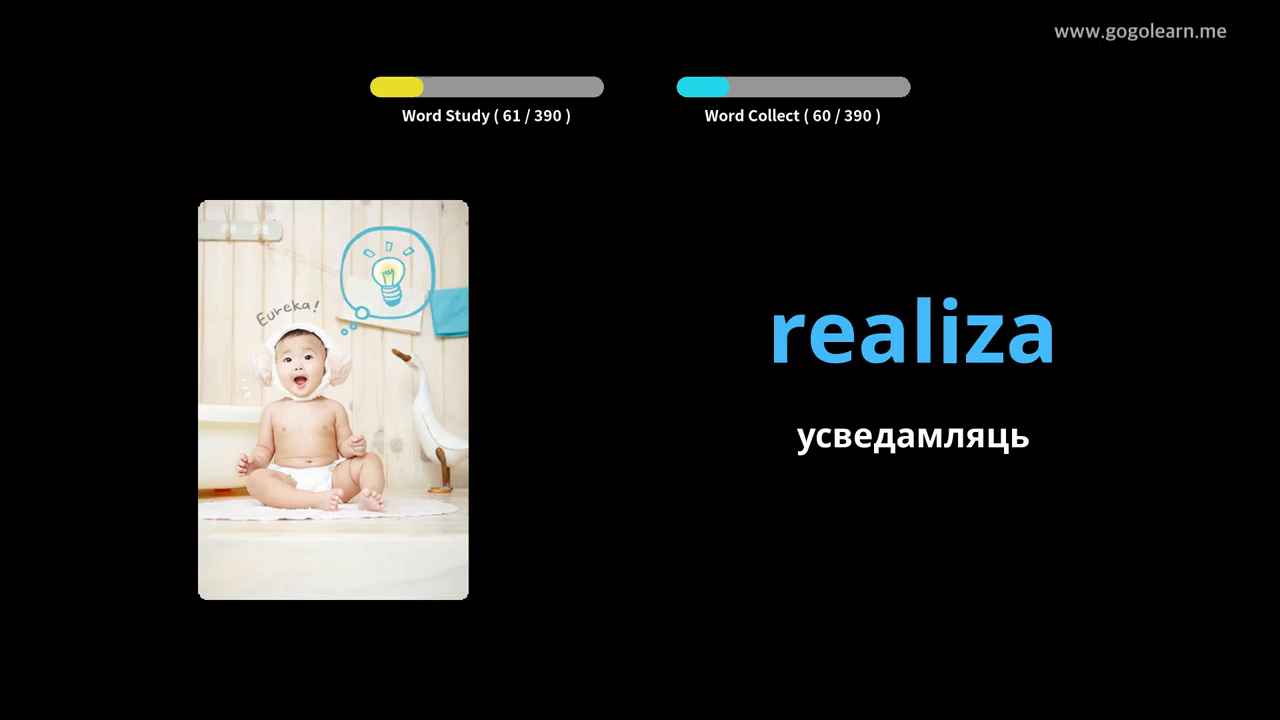 www.gogolearn.me
Word Study ( 61 / 390 )
Word Collect ( 60 / 390 )
Eureka!
realiza
усведамляць